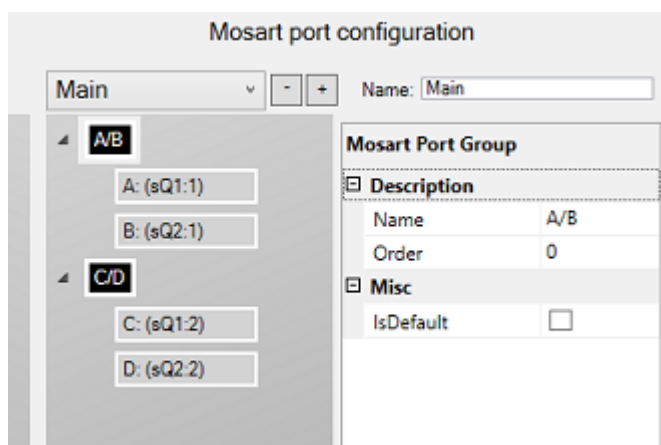 Mosart port configuration
Main - + Name: Main
A/B
A: (sQ1:1)
B: (sQ2:1)
C/D
C: (sQ1:2)
D: (sQ2:2)
Mosart Port Group
Description
Name A/B
Order 0
Misc
IsDefault